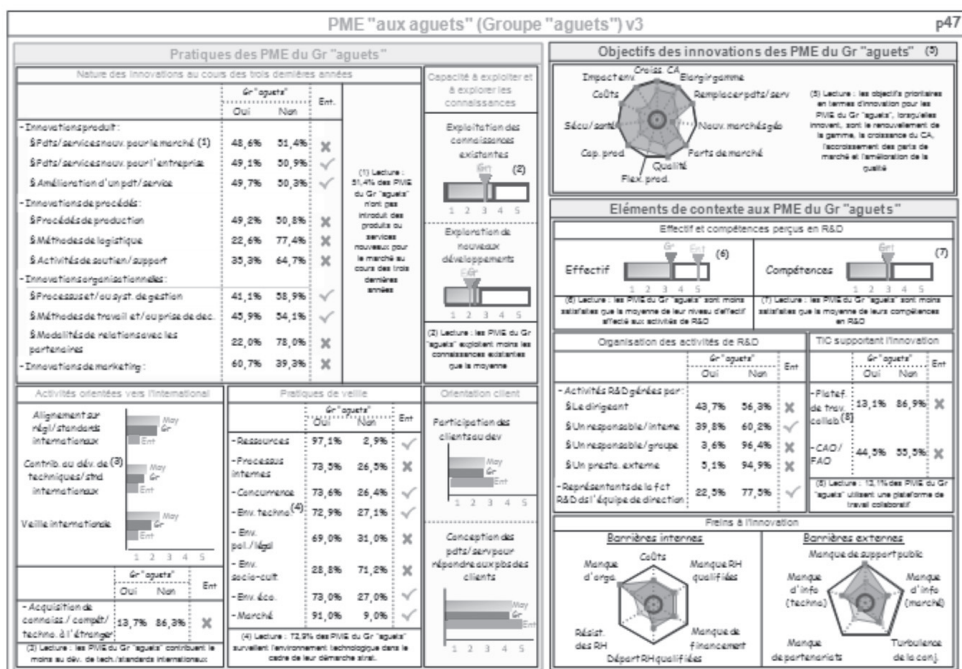 PME "aux aguets" (Groupe "aguets") v3
p47
Pratiques des PME du Gr "aguets"
Nature des innovations au cours des trois dernières années
Gr "aguets"
Oui Non Ent.
- Innovations produit :
§ Pdts/services nouv. pour le marché (1) 48,6% 51,4%
§ Pdts/services nouv. pour l'entreprise 49,1% 50,9%
§ Amélioration d'un pdt/service 49,7% 50,3%
- Innovations de procédés :
§ Procédés de production 49,2% 50,8%
§ Méthodes de logistique 22,6% 77,4%
§ Activités de soutien/support 35,3% 64,7%
- Innovations organisationnelles :
§ Processus et/ou syst. de gestion 41,1% 58,9%
§ Méthodes de travail et/ou prise de dec. 45,9% 54,1%
§ Modalités de relations avec les
partenaires 22,0% 78,0%
- Innovations de marketing : 60,7% 39,3%
(1) Lecture :
51,4% des PME
du Gr "aguets"
n'ont pas
introduit des
produits ou
services
nouveaux pour
le marché au
cours des trois
dernières
années
Capacité à exploiter et
à explorer les
connaissances
Exploitation des
connaissances
existantes
Gr
(2)
1 2 3 4 5
Exploration de
nouveaux
développements
Gr
1 2 3 4 5
(2) Lecture : les PME du Gr
"aguets" exploitent moins les
connaissances existantes
que la moyenne
Activités orientées vers l'international
Alignement sur
régl/standards
internationaux
Moy
Gr
Ent
Contrib. au dév. de (3)
techniques/stnd
internationaux
Moy
Gr
Ent
Veille internationale
Moy
Gr
Ent
1 2 3 4 5
Gr "aguets"
Oui Non Ent
- Acquisition de
connaiss./ compét/
techno. à l'étranger 13,7% 86,3%
(3) Lecture : les PME du Gr "aguets" contribuent le
moins au dév. de tech./standards internationaux
Pratiques de veille
Gr "aguets"
Oui Non Ent
- Ressources 97,1% 2,9%
- Processus
internes 73,5% 26,5%
- Concurrence 73,6% 26,4%
- Env. techno (4) 72,9% 27,1%
- Env.
pol./légal 69,0% 31,0%
- Env.
socio-cult 28,8% 71,2%
- Env. éco. 73,0% 27,0%
- Marché 91,0% 9,0%
(4) Lecture : 72,9% des PME du Gr "aguets"
surveillent l'environnement technologique dans le
cadre de leur démarche strat.
Orientation client
Participation des
clients au dev
Moy
Gr
Ent
1 2 3 4 5
Conception des
pdts/serv pour
répondre aux pbs des
clients
Moy
Gr
Ent
1 2 3 4 5
Objectifs des innovations des PME du Gr "aguets" (5)
Croiss. CA
Elargir gamme
Remplacer pdts/serv
Nouv. marchés géo
Parts de marché
Qualité
Flex. prod.
Cap. prod.
Sécu/santé
Coûts
Impact env
(5) Lecture : les objectifs prioritaires
en termes d'innovation pour les
PME du Gr "aguets", lorsqu'elles
innovent, sont le renouvellement de
la gamme, la croissance du CA,
l'accroissement des parts de
marché et l'amélioration de la
qualité
Eléments de contexte aux PME du Gr "aguets"
Effectif et compétences perçus en R&D
Effectif
Gr Ent
(6)
1 2 3 4 5
Compétences
(7)
1 2 3 4 5
(6) Lecture : les PME du Gr "aguets" sont moins
satisfaites que la moyenne de leur niveau d'effectif
affecté aux activités de R&D
(7) Lecture : les PME du Gr "aguets" sont moins
satisfaites que la moyenne de leurs compétences
en R&D
Organisation des activités de R&D
Gr "aguets"
Oui Non Ent
- Activités R&D gérées par :
§ Le dirigeant 43,7% 56,3%
§ Un responsable/interne 39,8% 60,2%
§ Un responsable/groupe 3,6% 96,4%
§ Un presta. externe 5,1% 94,9%
- Représentants de la fct
R&D ds l'équipe de direction 22,5% 77,5%
TIC supportant l'innovation
Gr "aguets"
Oui Non Ent
- Platef.
de trav.
collab (8) 13,1% 86,9%
- CAO/
FAO 44,5% 55,5%
(8) Lecture : 13,1% des PME du Gr
"aguets" utilisent une plateforme de
travail collaboratif
Freins à l'innovation
Barrières internes
Coûts
Manque RH
qualifiées
Manque de
financement
Départ RH qualifiées
Résist.
des RH
Manque
d'orga.
Barrières externes
Manque de support public
Manque
d'info
(marché)
Turbulence
de la conj.
Manque
de partenariats
Manque
d'info
(techno)